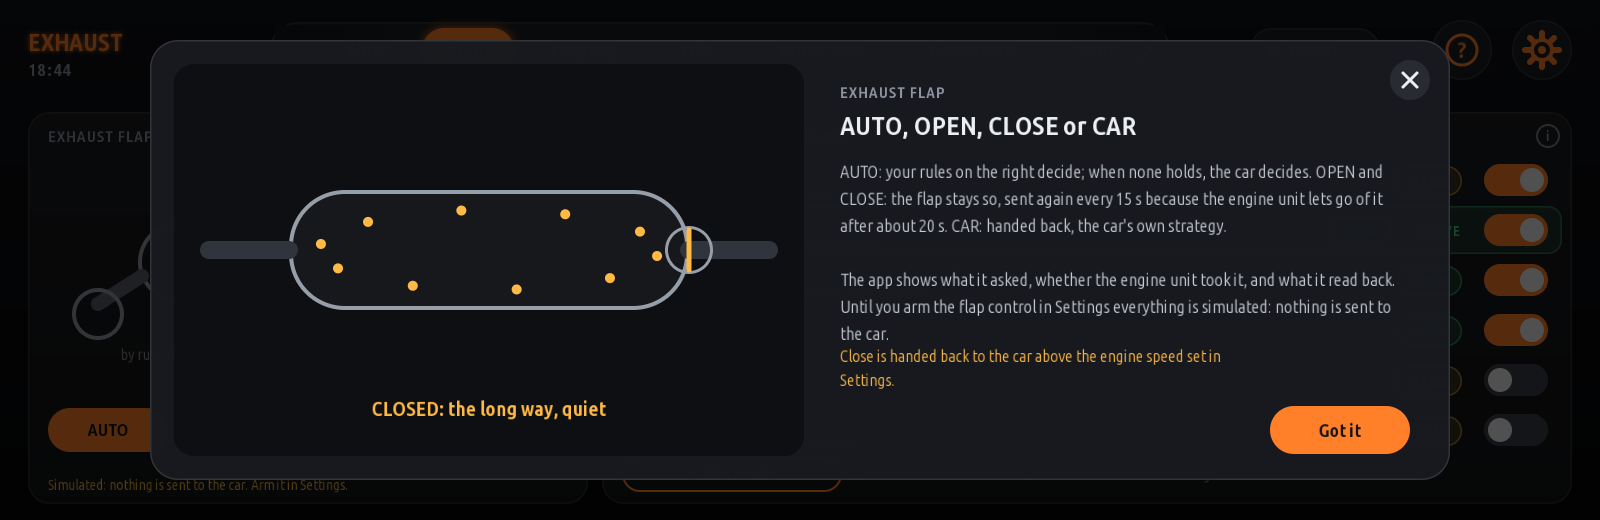 EXHAUST
18:44
?
EXHAUST FLAP
i
by ru
AUTO
Simulated: nothing is sent to the car. Arm it in Settings.
CLOSED: the long way, quiet
EXHAUST FLAP
AUTO, OPEN, CLOSE or CAR
AUTO: your rules on the right decide; when none holds, the car decides. OPEN and
CLOSE: the flap stays so, sent again every 15 s because the engine unit lets go of it
after about 20 s. CAR: handed back, the car's own strategy.
The app shows what it asked, whether the engine unit took it, and what it read back.
Until you arm the flap control in Settings everything is simulated: nothing is sent to
the car.
Close is handed back to the car above the engine speed set in
Settings.
Got it